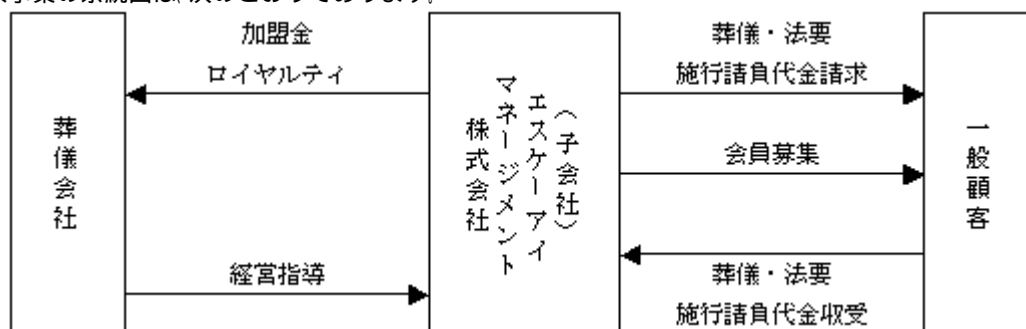 系統図は、次のとおりであります。
加盟金
ロイヤルティ
葬儀会社
経営指導
(子会社)
エスケーアイ
マネージメント
株式会社
葬儀・法要
施行請負代金請求
会員募集
葬儀・法要
施行請負代金収受
一般顧客